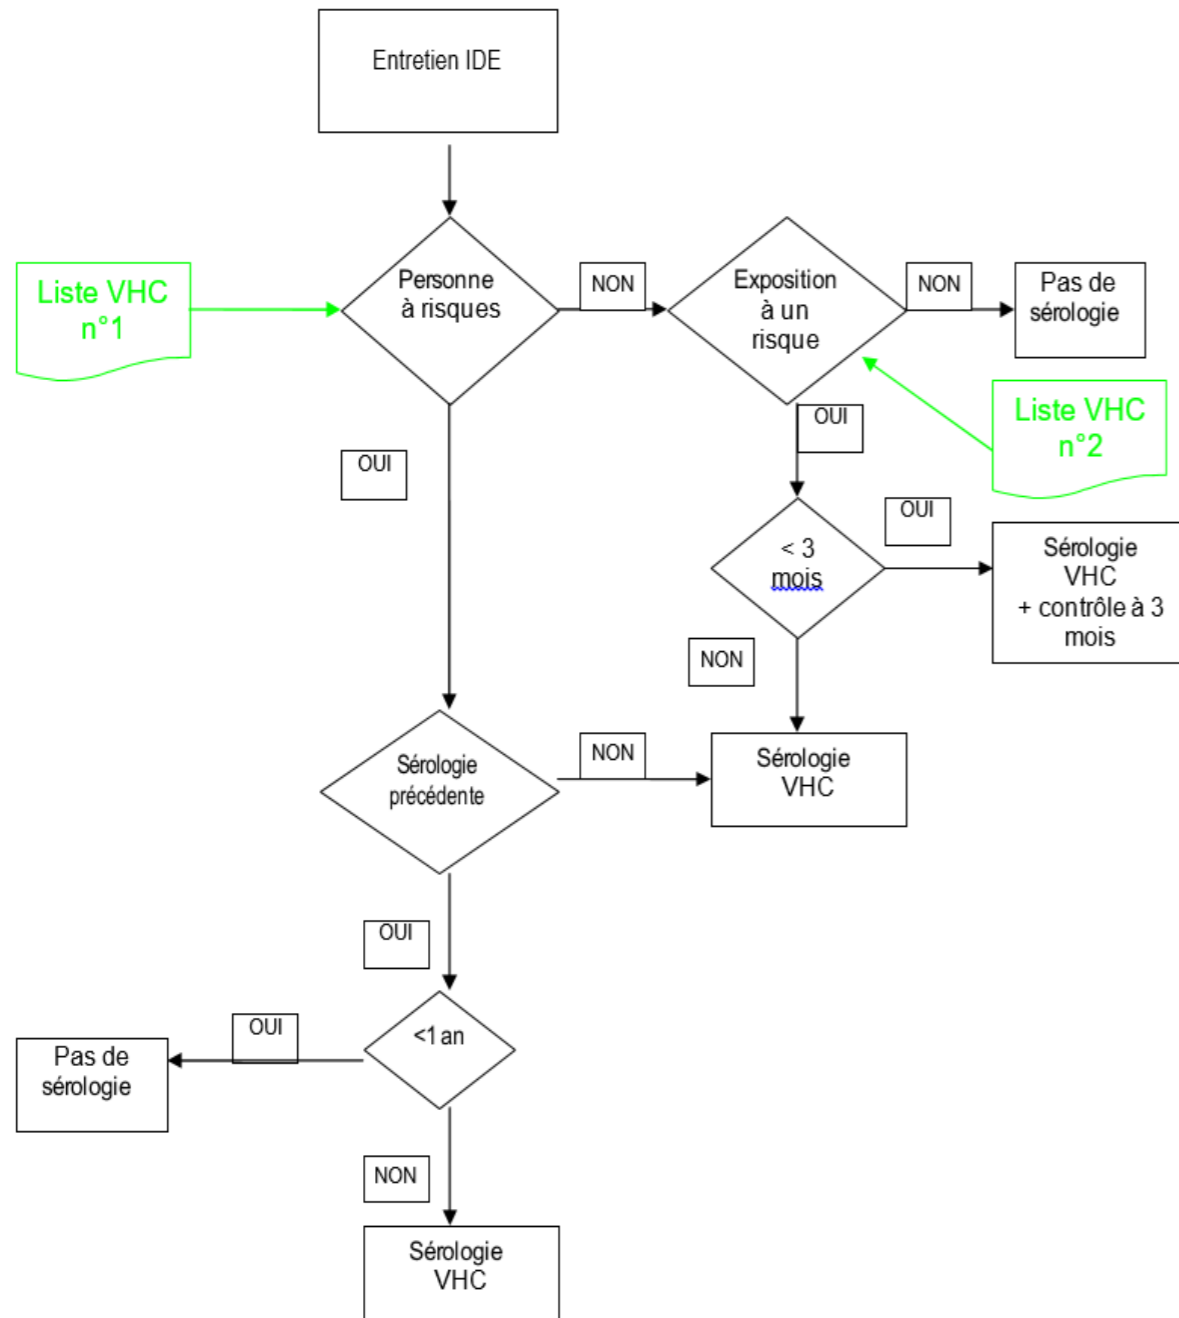 Entretien IDE
Liste VHC
n°1
Personne
à risques
NON
Exposition
à un
risque
NON
Pas de
sérologie
Liste VHC
n°2
OUI
OUI
< 3
mois
OUI
Sérologie
VHC
+ contrôle à 3
mois
NON
Sérologie
précédente
NON
Sérologie
VHC
OUI
<1 an
OUI
Pas de
sérologie
NON
Sérologie
VHC